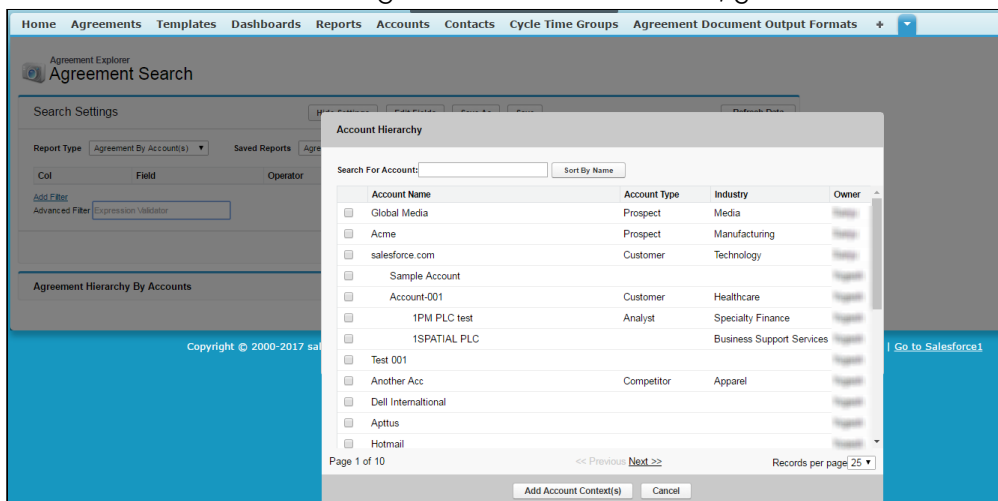 Home Agreements Templates Dashboards Reports Accounts Contacts Cycle Time Groups Agreement Document Output Formats +
Agreement Explorer
Agreement Search
Search Settings
Report Type Agreement By Account(s) Saved Reports Agre
Col Field Operator
Add Filter
Advanced Filter Expression Validator
Agreement Hierarchy By Accounts
Account Hierarchy
Search For Account: Sort By Name
Account Name Account Type Industry Owner
Global Media Prospect Media
Acme Prospect Manufacturing
salesforce.com Customer Technology
Sample Account
Account-001 Customer Healthcare
1PM PLC test Analyst Specialty Finance
1SPATIAL PLC Business Support Services
Test 001
Another Acc Competitor Apparel
Dell Internaltional
Apttus
Hotmail
Page 1 of 10 << Previous Next >> Records per page 25
Add Account Context(s) Cancel
Copyright © 2000-2017 sal | Go to Salesforce1